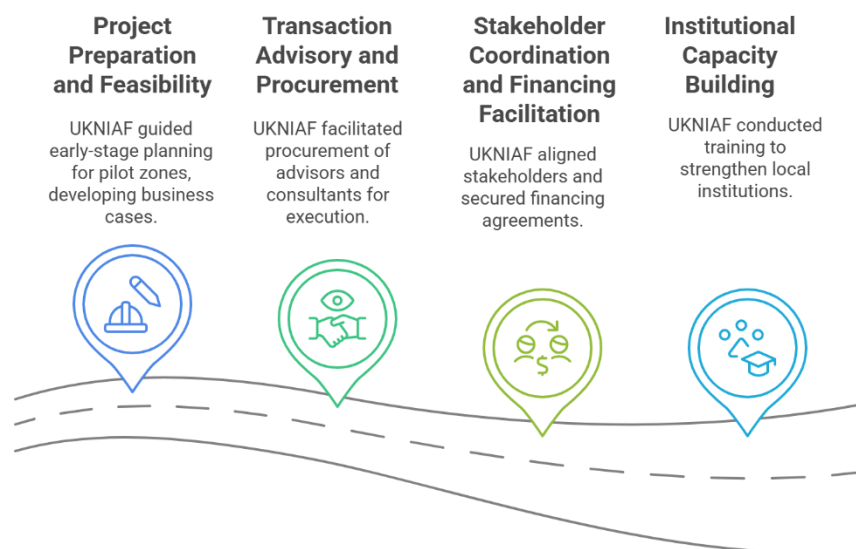 Project
Preparation
and Feasibility
UKNIAF guided
early-stage planning
for pilot zones,
developing business
cases.
Transaction
Advisory and
Procurement
UKNIAF facilitated
procurement of
advisors and
consultants for
execution.
Stakeholder
Coordination
and Financing
Facilitation
UKNIAF aligned
stakeholders and
secured financing
agreements.
Institutional
Capacity
Building
UKNIAF conducted
training to
strengthen local
institutions.
$